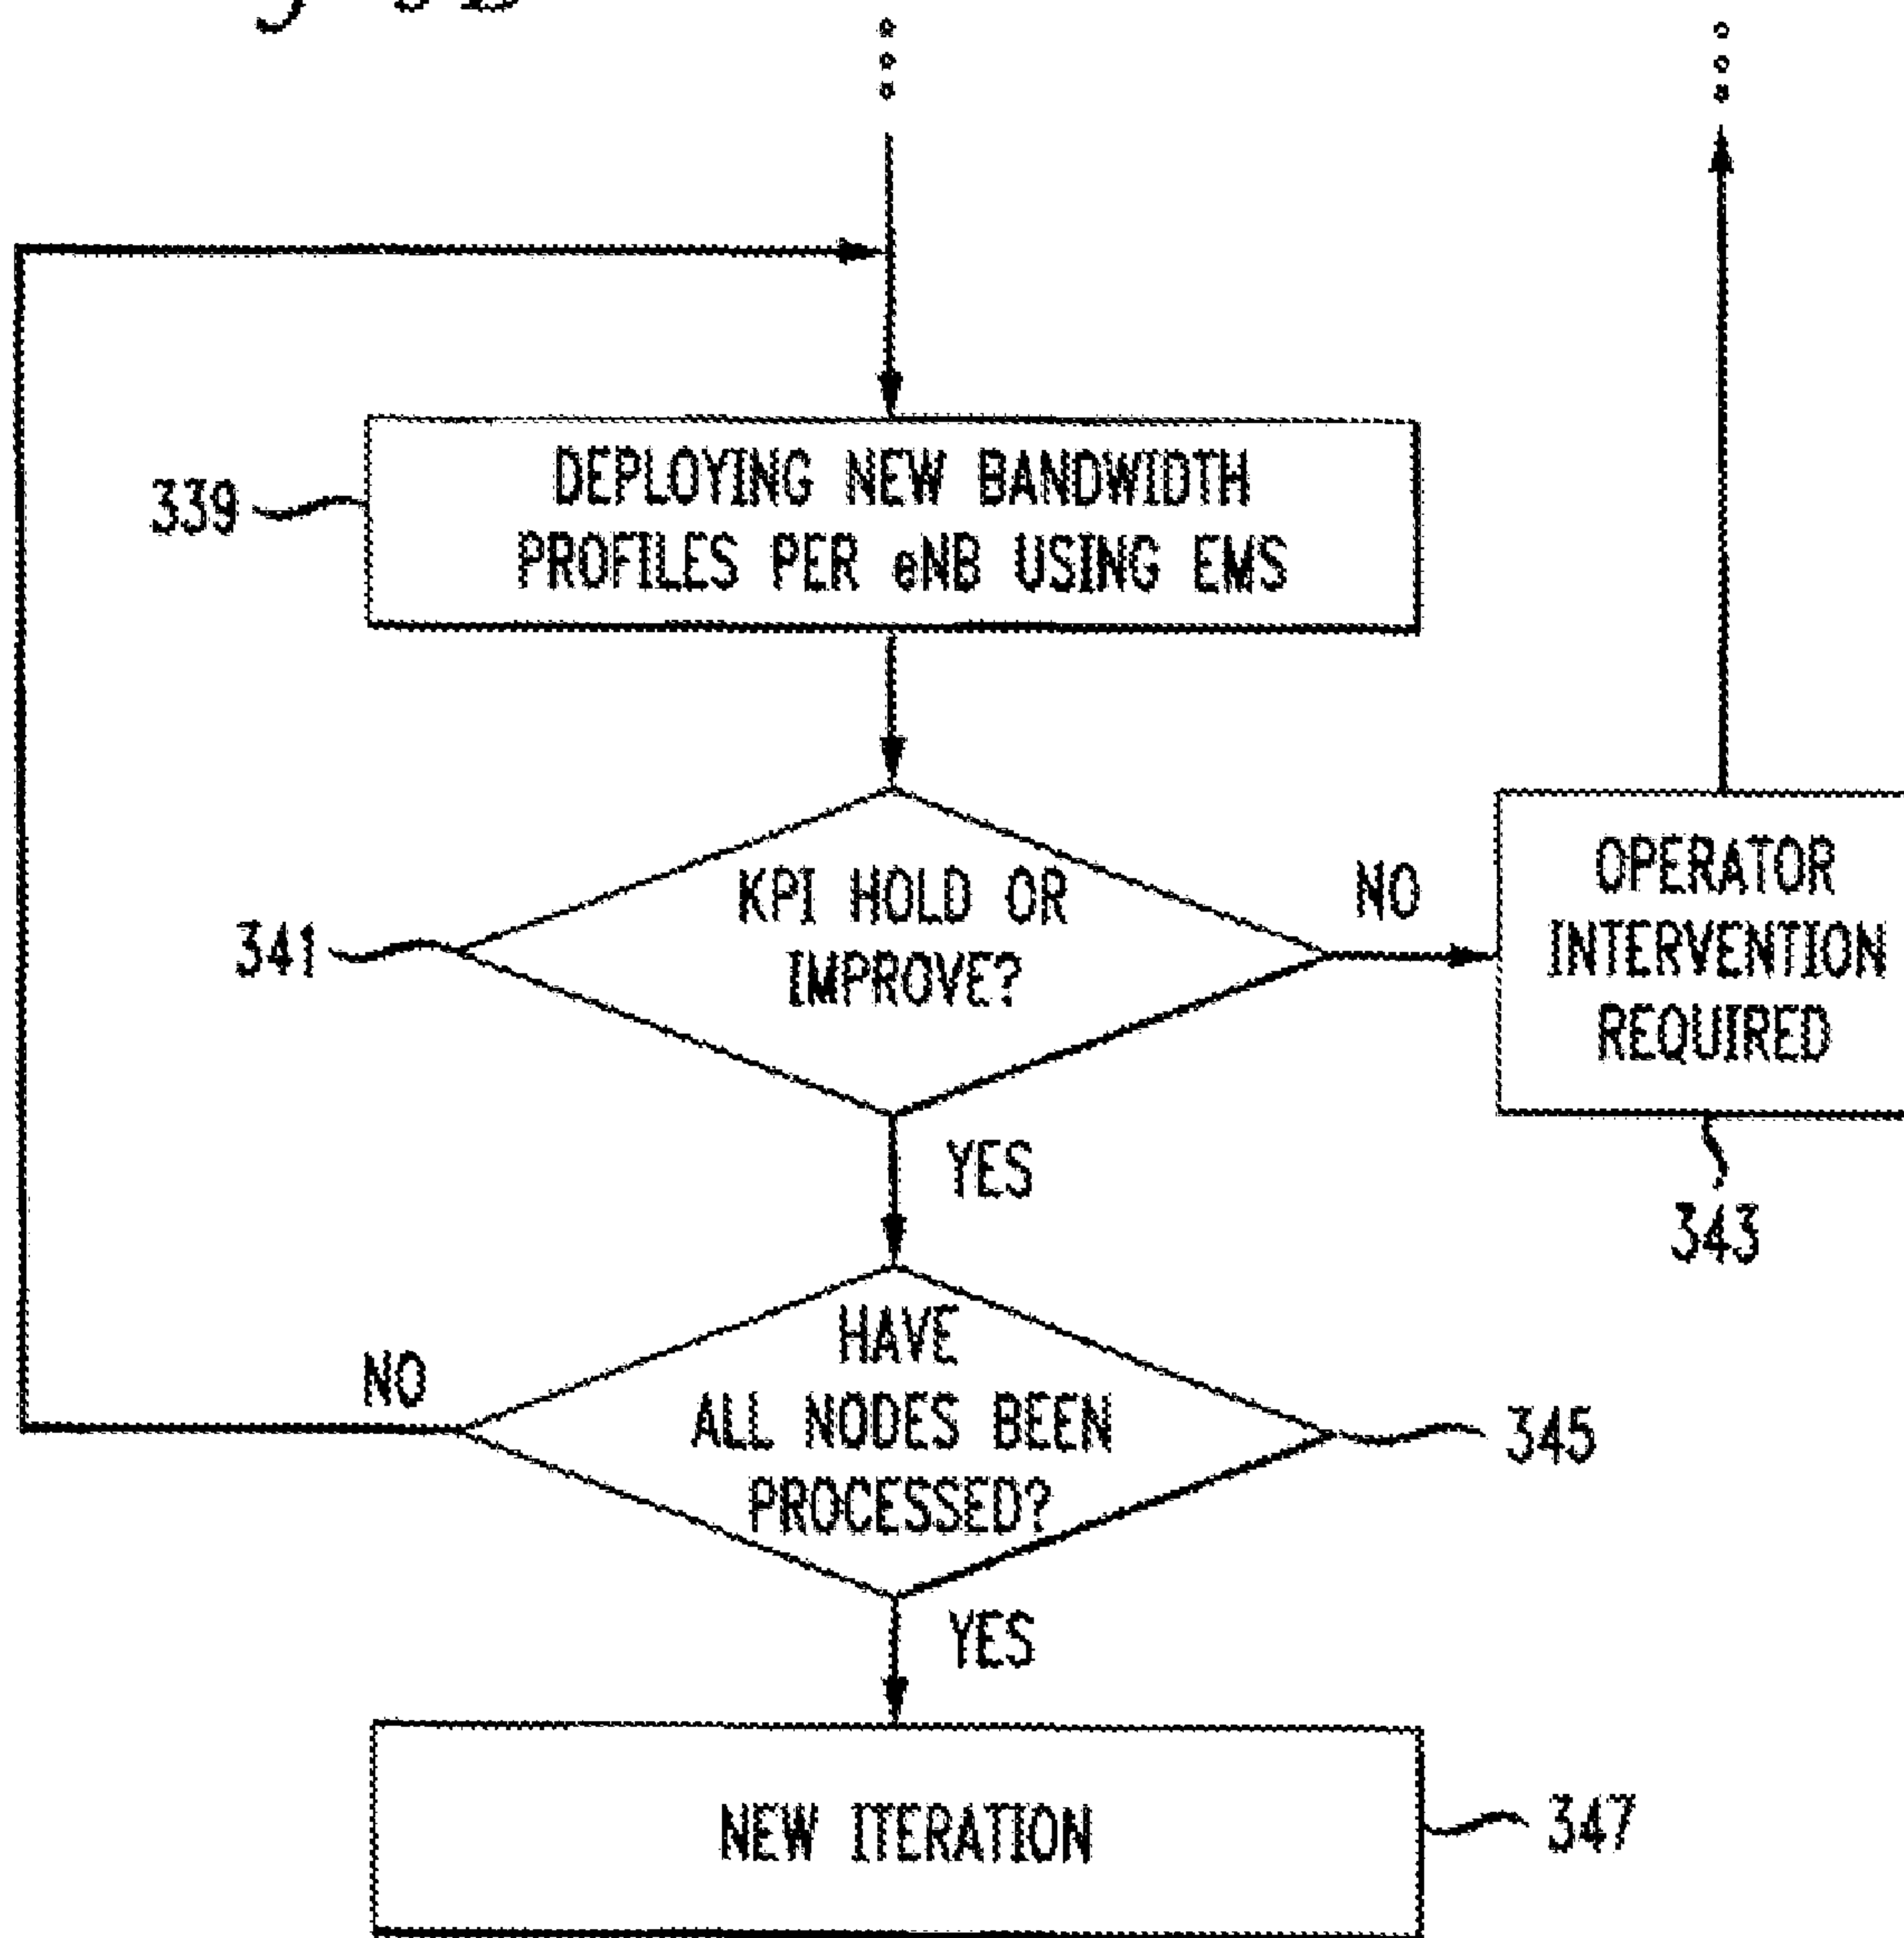 339
DEPLOYING NEW BANDWIDTH
PROFILES PER eNB USING EMS
341
KPI HOLD OR
IMPROVE?
NO
OPERATOR
INTERVENTION
REQUIRED
343
YES
HAVE
ALL NODES BEEN
PROCESSED?
NO
345
YES
NEW ITERATION
347